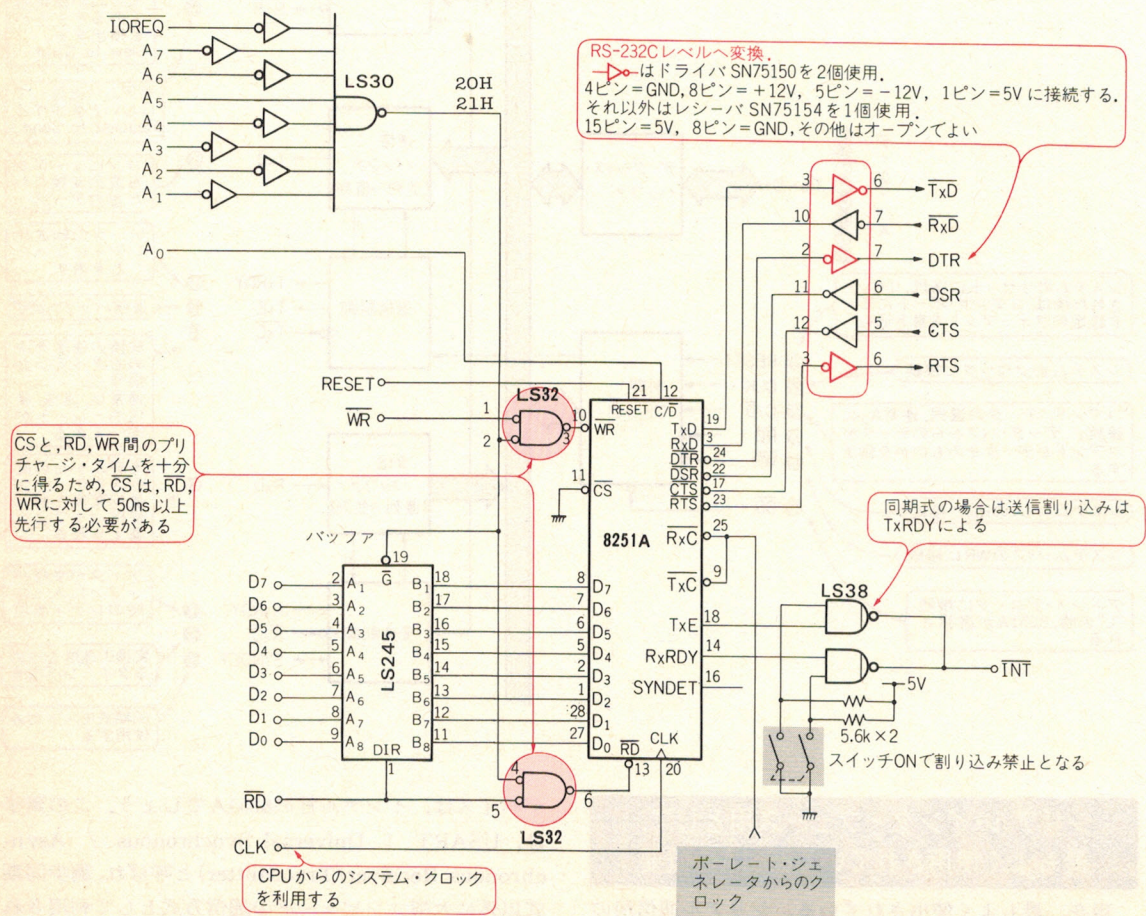 IOREQ
A7
A6
A5
A4
A3
A2
A1
A0
LS30
20H
21H
RS-232Cレベルへ変換.
はドライバ SN75150を2個使用.
4ピン=GND, 8ピン=+12V, 5ピン=-12V, 1ピン=5Vに接続する.
それ以外はレシーバ SN75154を1個使用.
15ピン=5V, 8ピン=GND, その他はオープンでよい
3 6 TxD
10 7 RxD
2 7 DTR
11 6 DSR
12 5 CTS
3 6 RTS
RESET
WR
LS32
1
2
3
10
WR
21 12
RESET C/D
11
CS
TxD 19
RxD 3
DTR 24
DSR 22
CTS 17
RTS 23
8251A
RxC 25
TxC 9
TxE 18
RxRDY 14
SYNDET 16
CSと, RD, WR間のプリ
チャージ・タイムを十分
に得るため, CSは, RD,
WRに対して50ns以上
先行する必要がある
同期式の場合は送信割り込みは
TxRDYによる
LS38
INT
5V
5.6k×2
スイッチONで割り込み禁止となる
バッファ
19
G
LS245
D7 2 A1 B1 18 8 D7
D6 3 A2 B2 17 7 D6
D5 4 A3 B3 16 6 D5
D4 5 A4 B4 15 5 D4
D3 6 A5 B5 14 2 D3
D2 7 A6 B6 13 1 D2
D1 8 A7 B7 12 28 D1
D0 9 A8 B8 11 27 D0
DIR
1
RD
CLK
13 20
RD
4
5
6
LS32
CLK
CPUからのシステム・クロック
を利用する
ボーレート・ジェ
ネレータからのク
ロック